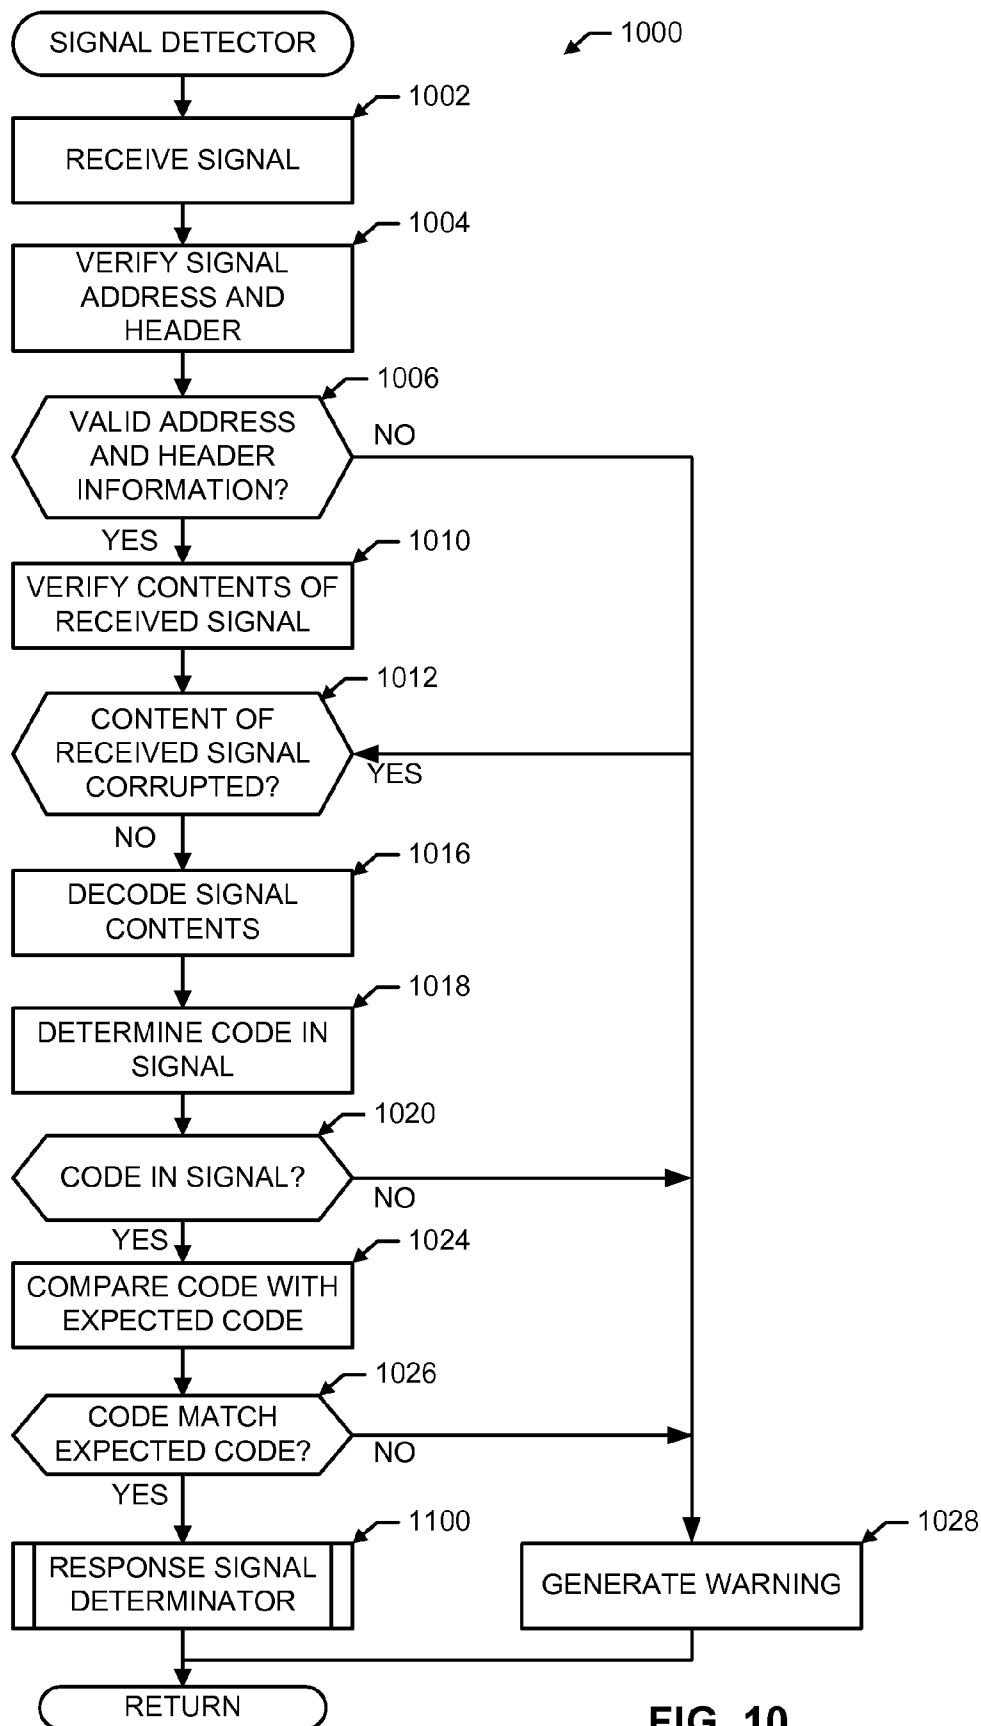 SIGNAL DETECTOR
1000
1002
RECEIVE SIGNAL
1004
VERIFY SIGNAL
ADDRESS AND
HEADER
1006
VALID ADDRESS
AND HEADER
INFORMATION?
NO
YES
1010
VERIFY CONTENTS OF
RECEIVED SIGNAL
1012
CONTENT OF
RECEIVED SIGNAL
CORRUPTED?
YES
NO
1016
DECODE SIGNAL
CONTENTS
1018
DETERMINE CODE IN
SIGNAL
1020
CODE IN SIGNAL?
NO
YES
1024
COMPARE CODE WITH
EXPECTED CODE
1026
CODE MATCH
EXPECTED CODE?
NO
YES
1100
RESPONSE SIGNAL
DETERMINATOR
1028
GENERATE WARNING
RETURN
FIG. 10